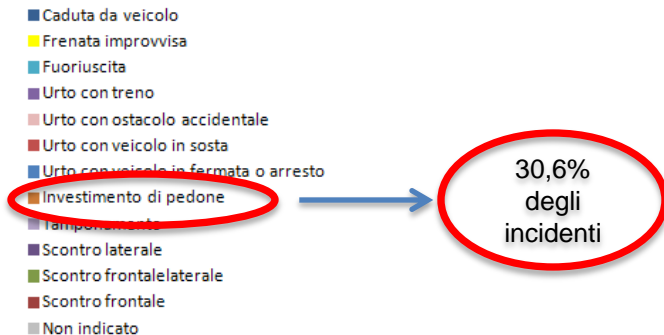 Caduta da veicolo
Frenata improvvisa
Fuoriuscita
Urto con treno
Urto con ostacolo accidentale
Urto con veicolo in sosta
Urto con veicolo in fermata o arresto
Investimento di pedone
Tamponamento
Scontro laterale
Scontro frontalelaterale
Scontro frontale
Non indicato
30,6%
degli
incidenti